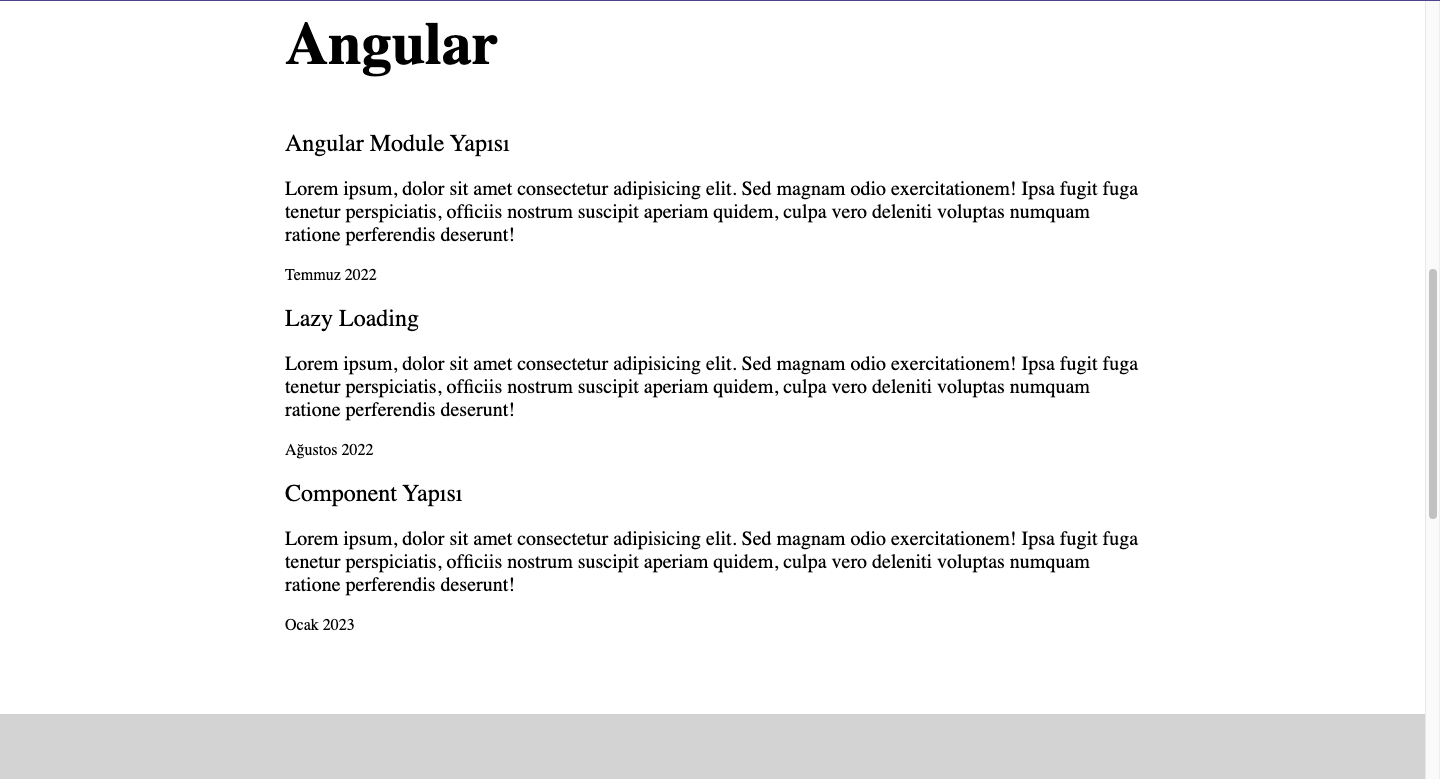 Angular
Angular Module Yapısı
Lorem ipsum, dolor sit amet consectetur adipisicing elit. Sed magnam odio exercitationem! Ipsa fugit fuga
tenetur perspiciatis, officiis nostrum suscipit aperiam quidem, culpa vero deleniti voluptas numquam
ratione perferendis deserunt!
Temmuz 2022
Lazy Loading
Lorem ipsum, dolor sit amet consectetur adipisicing elit. Sed magnam odio exercitationem! Ipsa fugit fuga
tenetur perspiciatis, officiis nostrum suscipit aperiam quidem, culpa vero deleniti voluptas numquam
ratione perferendis deserunt!
Ağustos 2022
Component Yapısı
Lorem ipsum, dolor sit amet consectetur adipisicing elit. Sed magnam odio exercitationem! Ipsa fugit fuga
tenetur perspiciatis, officiis nostrum suscipit aperiam quidem, culpa vero deleniti voluptas numquam
ratione perferendis deserunt!
Ocak 2023